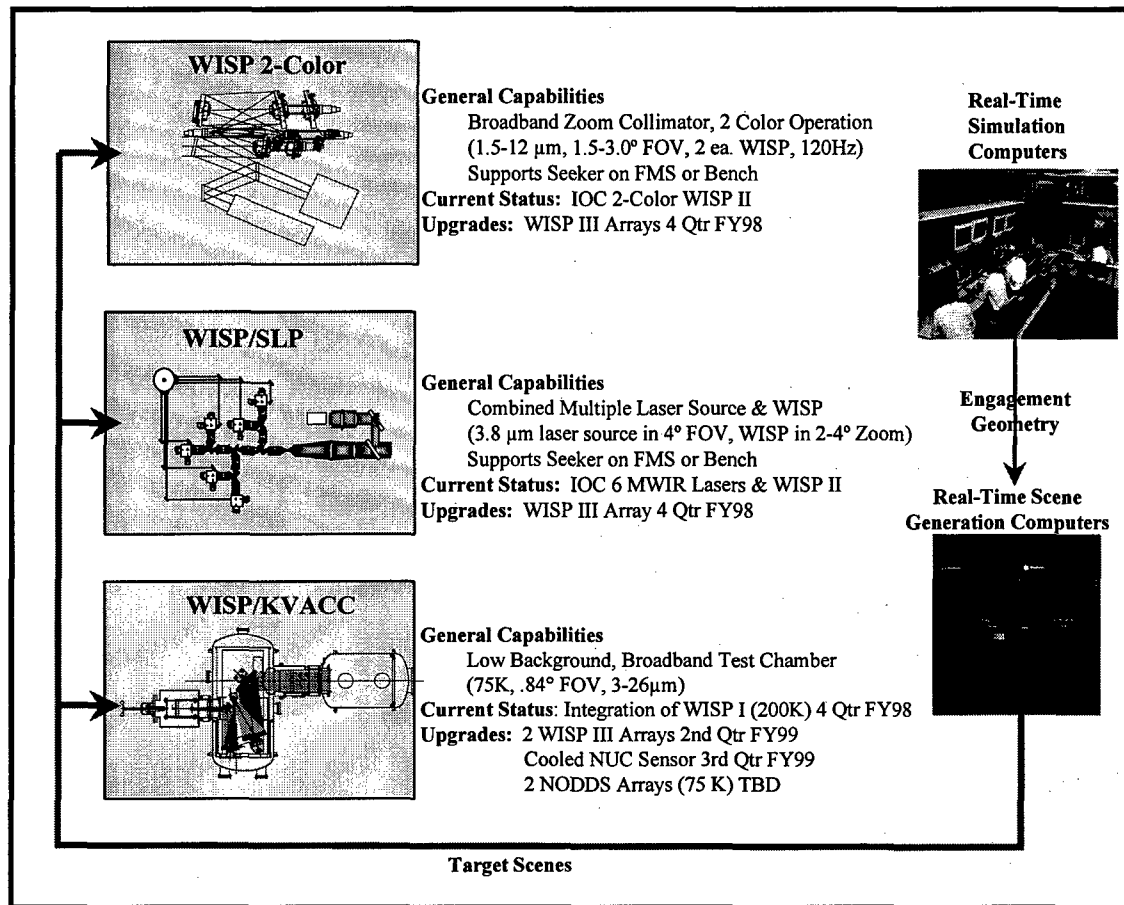 WISP 2-Color
General Capabilities
Broadband Zoom Collimator, 2 Color Operation
(1.5-12 µm, 1.5-3.0° FOV, 2 ea. WISP, 120Hz)
Supports Seeker on FMS or Bench
Current Status: IOC 2-Color WISP II
Upgrades: WISP III Arrays 4 Qtr FY98
WISP/SLP
General Capabilities
Combined Multiple Laser Source & WISP
(3.8 µm laser source in 4° FOV, WISP in 2-4° Zoom)
Supports Seeker on FMS or Bench
Current Status: IOC 6 MWIR Lasers & WISP II
Upgrades: WISP III Array 4 Qtr FY98
WISP/KVACC
General Capabilities
Low Background, Broadband Test Chamber
(75K, .84° FOV, 3-26µm)
Current Status: Integration of WISP I (200K) 4 Qtr FY98
Upgrades: 2 WISP III Arrays 2nd Qtr FY99
Cooled NUC Sensor 3rd Qtr FY99
2 NODDS Arrays (75 K) TBD
Real-Time
Simulation
Computers
Engagement
Geometry
Real-Time Scene
Generation Computers
Target Scenes